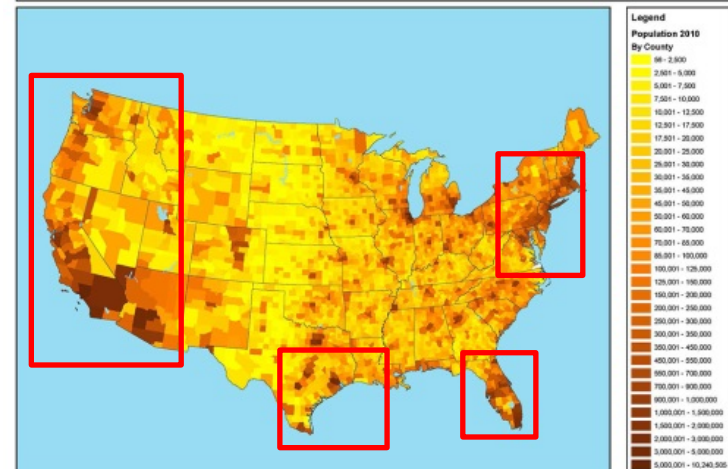 Legend
Population 2010
By County
98 - 2,500
2,501 - 5,000
5,001 - 7,500
7,501 - 10,000
10,001 - 12,500
12,501 - 17,500
17,501 - 20,000
20,001 - 25,000
25,001 - 30,000
30,001 - 35,000
35,001 - 45,000
45,001 - 50,000
50,001 - 60,000
60,001 - 70,000
70,001 - 85,000
85,001 - 100,000
100,001 - 125,000
125,001 - 150,000
150,001 - 200,000
200,001 - 250,000
250,001 - 300,000
300,001 - 350,000
350,001 - 450,000
450,001 - 550,000
550,001 - 700,000
700,001 - 900,000
900,001 - 1,000,000
1,000,001 - 1,500,000
1,500,001 - 2,000,000
2,000,001 - 3,000,000
3,000,001 - 5,000,000
5,000,001 - 10,240,505